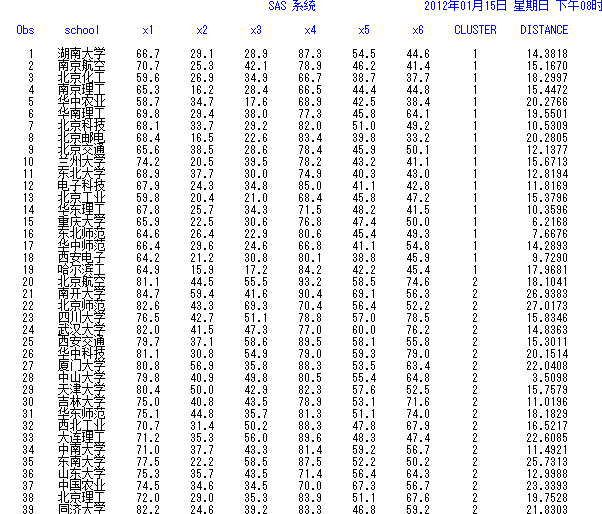 SAS 系统 2012年01月15日 星期日 下午08时
Obs school x1 x2 x3 x4 x5 x6 CLUSTER DISTANCE
1 湖南大学 66.7 29.1 28.9 87.3 54.5 44.6 1 14.3818
2 南京航空 70.7 25.3 42.1 78.9 46.2 41.4 1 15.1670
3 北京化工 59.6 26.9 34.9 66.7 38.7 37.7 1 18.2997
4 南京理工 65.3 16.2 28.4 66.5 44.4 44.8 1 15.4472
5 华中农业 58.7 34.7 17.6 68.9 42.5 38.4 1 20.2766
6 华南理工 69.8 29.4 38.0 77.3 45.8 64.1 1 19.5501
7 北京科技 68.1 33.7 29.2 82.0 51.0 49.2 1 10.5309
8 北京邮电 68.4 16.5 22.6 83.4 39.8 33.2 1 20.2805
9 北京交通 65.6 38.5 28.6 78.4 45.9 50.1 1 12.1377
10 兰州大学 74.2 20.5 39.5 78.2 43.2 41.1 1 15.6713
11 东北大学 68.9 37.7 30.0 74.9 40.3 43.0 1 12.8194
12 电子科技 67.9 24.3 34.8 85.0 41.1 42.8 1 11.8169
13 北京工业 59.8 20.4 21.0 68.4 45.8 47.2 1 15.3796
14 华东理工 67.8 25.7 34.3 71.5 48.2 41.5 1 10.3596
15 重庆大学 65.9 22.5 30.6 76.8 47.4 50.0 1 6.2168
16 东北师范 64.6 26.4 22.9 80.6 45.4 49.3 1 7.6676
17 华中师范 66.4 29.6 24.6 66.8 41.1 54.8 1 14.2893
18 西安电子 64.2 21.2 30.8 80.1 38.8 45.9 1 9.7290
19 哈尔滨工 64.9 15.9 17.2 84.2 42.2 45.4 1 17.9681
20 北京航空 81.1 44.5 55.5 93.2 58.5 74.6 2 18.1041
21 南开大学 84.7 59.4 41.6 90.4 69.1 56.3 2 26.9383
22 北京师范 82.6 43.3 69.3 70.4 56.4 52.2 2 27.0173
23 四川大学 76.5 42.7 51.1 78.8 57.0 78.5 2 15.8346
24 武汉大学 82.0 41.5 47.3 77.0 60.0 76.2 2 14.8363
25 西安交通 79.7 37.1 58.6 89.5 58.1 55.8 2 15.3011
26 华中科技 81.1 30.8 54.9 79.0 59.3 79.0 2 20.1514
27 厦门大学 80.8 56.9 35.8 88.3 53.5 63.4 2 22.0408
28 中山大学 79.8 40.9 49.8 80.5 55.4 64.8 2 3.5098
29 天津大学 80.4 50.0 42.9 82.3 57.6 52.5 2 15.7579
30 吉林大学 75.0 40.8 43.5 78.9 53.1 71.6 2 11.0196
31 华东师范 75.1 44.8 35.7 81.3 51.1 74.0 2 18.1829
32 西北工业 70.7 31.4 50.2 88.3 47.8 67.9 2 16.5217
33 大连理工 71.2 35.3 56.0 89.6 48.3 47.4 2 22.6085
34 中南大学 71.0 37.7 43.3 81.4 59.2 56.7 2 11.4921
35 东南大学 77.5 22.2 58.5 87.5 52.2 50.2 2 25.7313
36 山东大学 75.3 35.7 43.5 71.4 56.4 64.3 2 12.9988
37 中国农业 74.5 34.6 34.5 70.0 67.3 56.7 2 23.3393
38 北京理工 72.0 29.0 35.3 83.9 51.1 67.6 2 19.7528
39 同济大学 82.2 24.6 39.2 83.3 46.8 59.2 2 21.8303